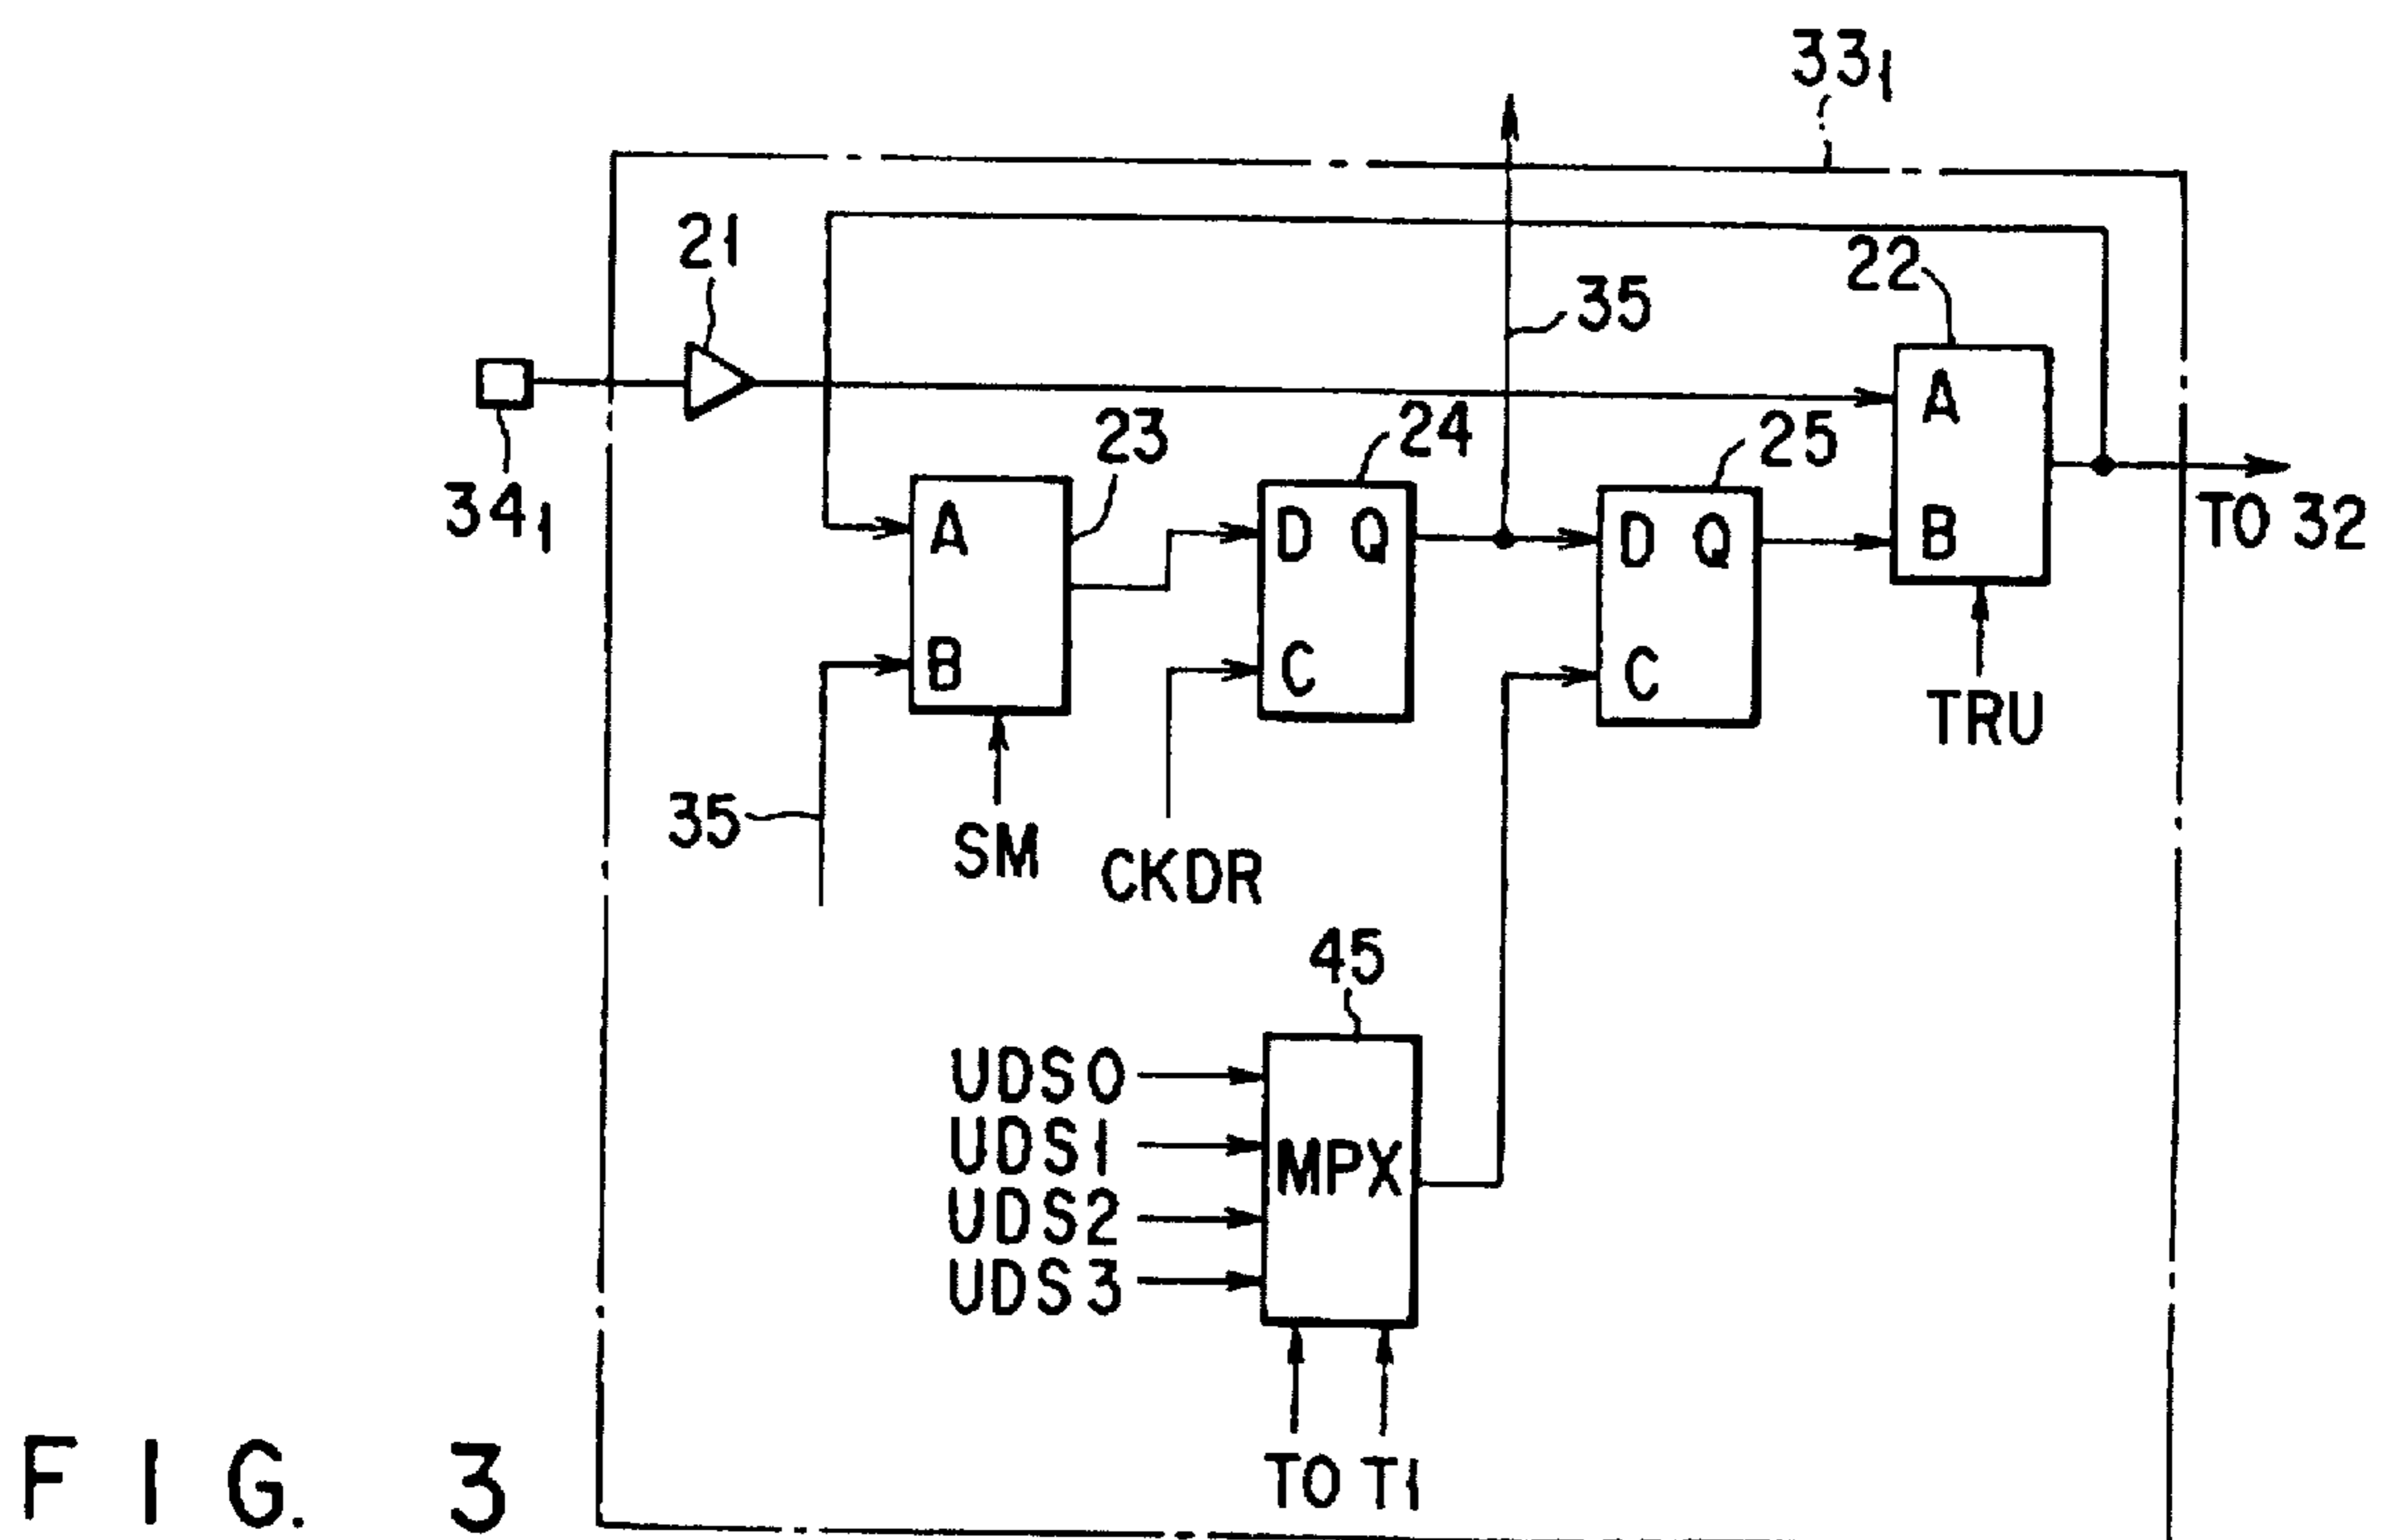 33₁
21
22
35
34₁
23
24
25
A
B
TO 32
A
B
D Q
C
D Q
C
TRU
35
SM
CKDR
45
UDS0
UDS1
UDS2
UDS3
MPX
T0 T1
FIG. 3